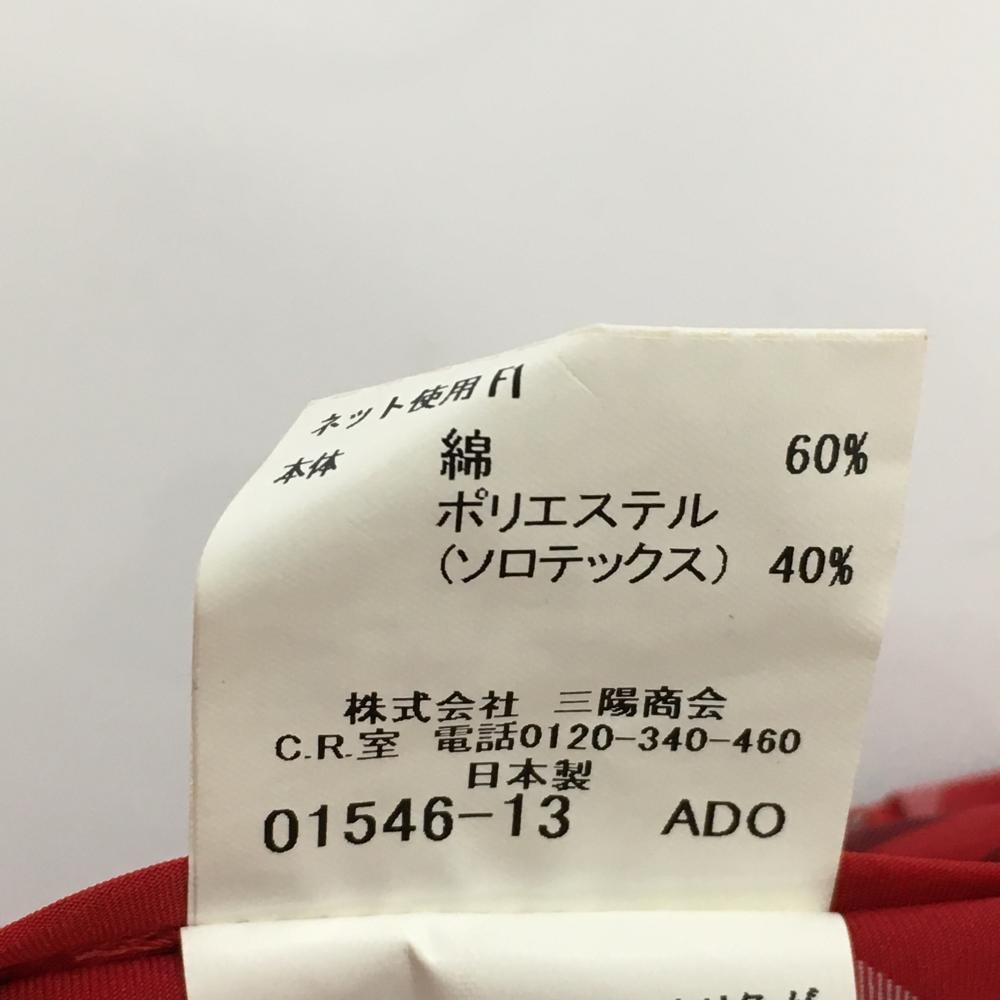 ネット使用 F1
本体 綿 60%
ポリエステル
(ソロテックス) 40%
株式会社 三陽商会
C.R.室 電話0120-340-460
日本製
01546-13 ADO